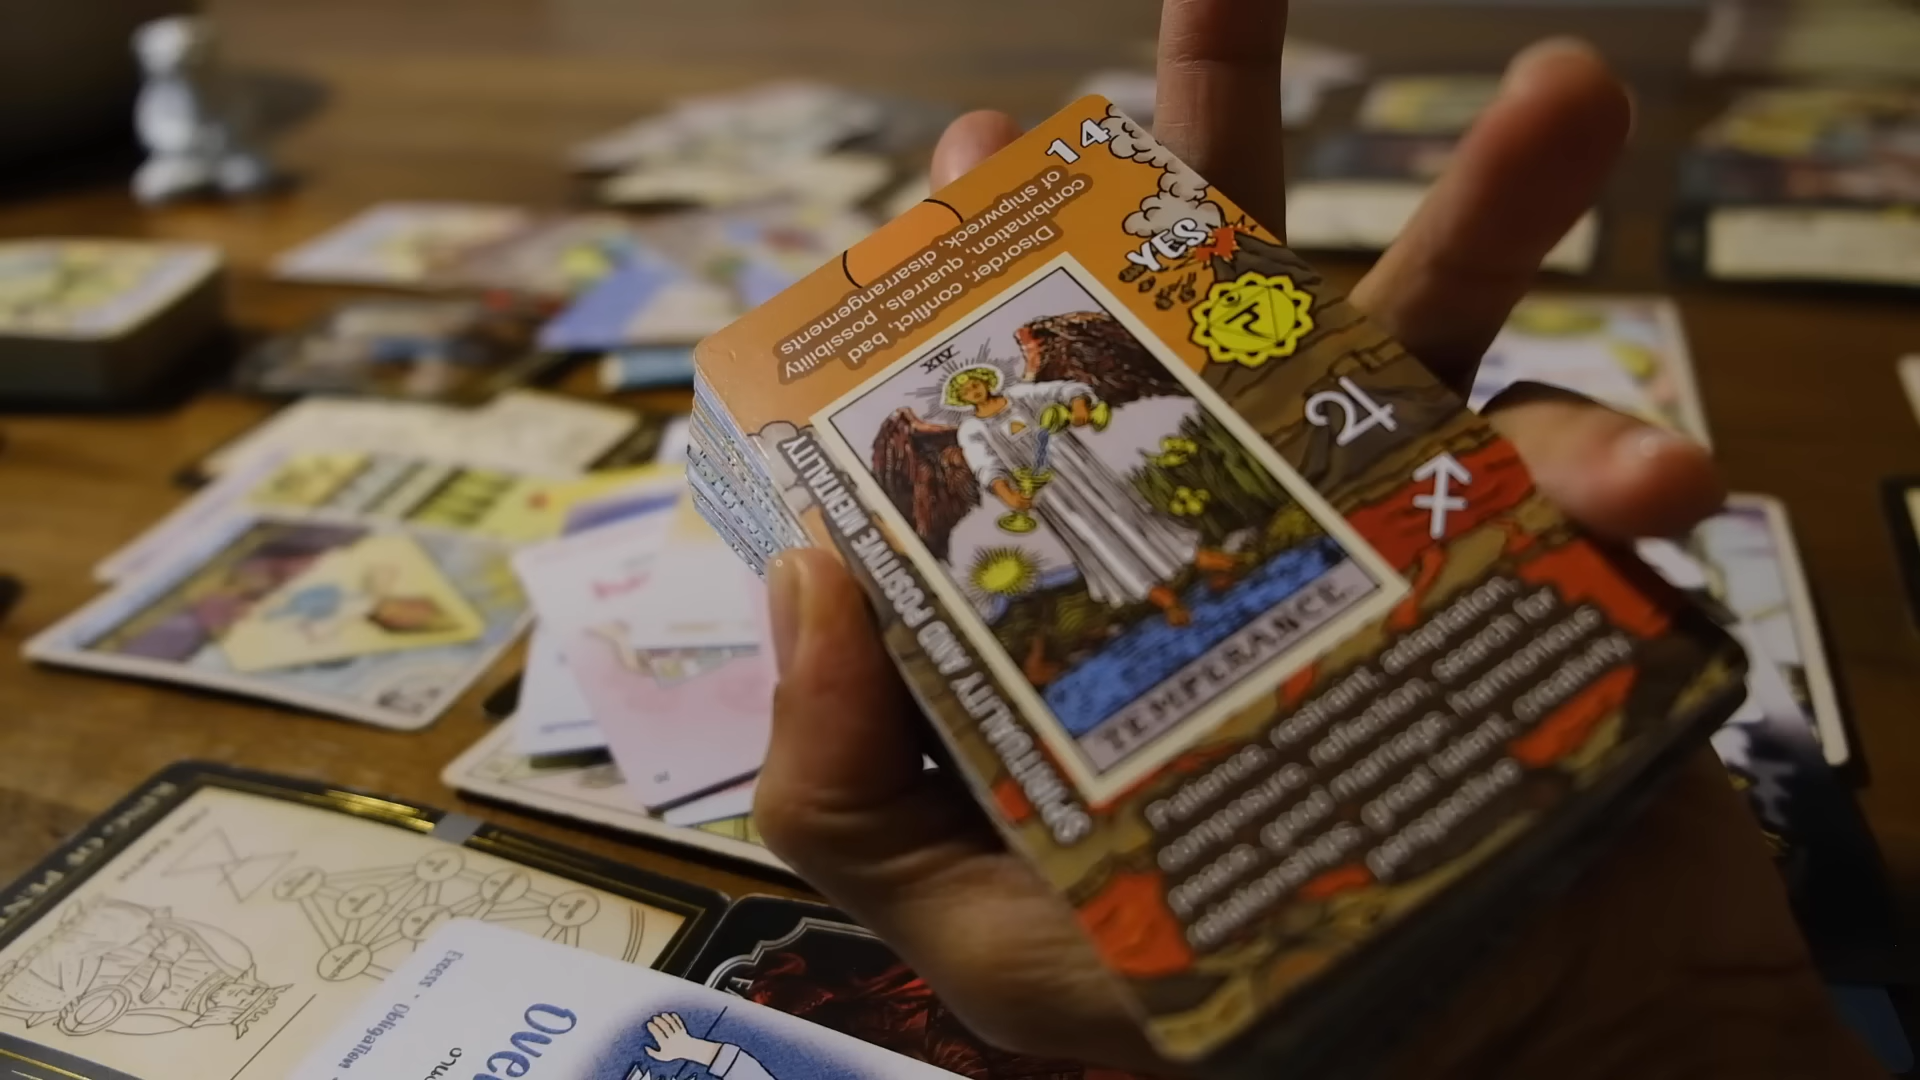 14
YES
Disorder, conflict, bad
combination, quarrels, possibility
of shipwreck, disarrangements
XIV
TEMPERANCE.
SPIRITUALITY AND POSITIVE MENTALITY
Patience, restraint, adaptation,
composure, reflection, search for
peace, good marriage, harmonious
relationships, great talent, creativity,
perspective
Excess - Obligation
Ove